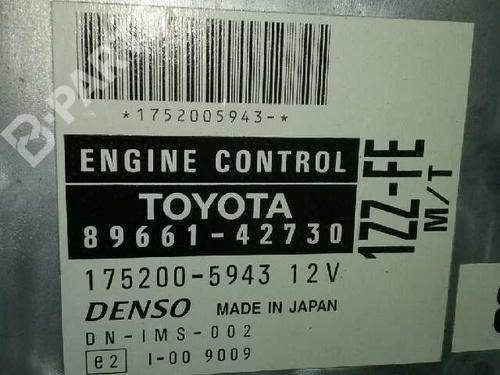 *1752005943-*
ENGINE CONTROL
TOYOTA
89661-42730
1ZZ-FE
M/T
175200-5943 12V
DENSO MADE IN JAPAN
DN-IMS-002
e2 I-00 9009
B-PARTS